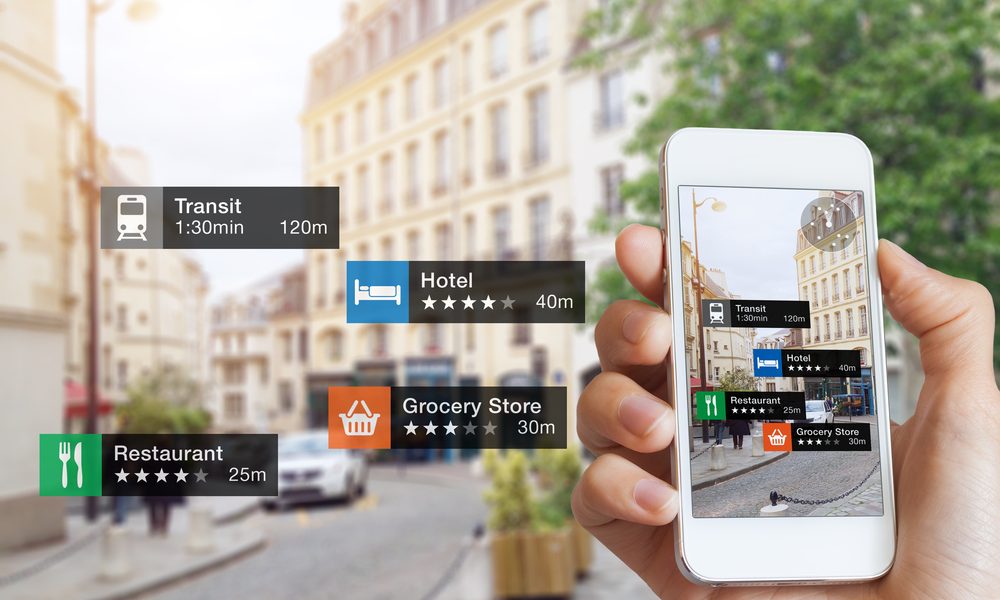 Transit
1:30min 120m
Hotel
40m
Grocery Store
30m
Restaurant
25m
Transit
1:30min 120m
Hotel
40m
Restaurant
25m
Grocery Store
30m